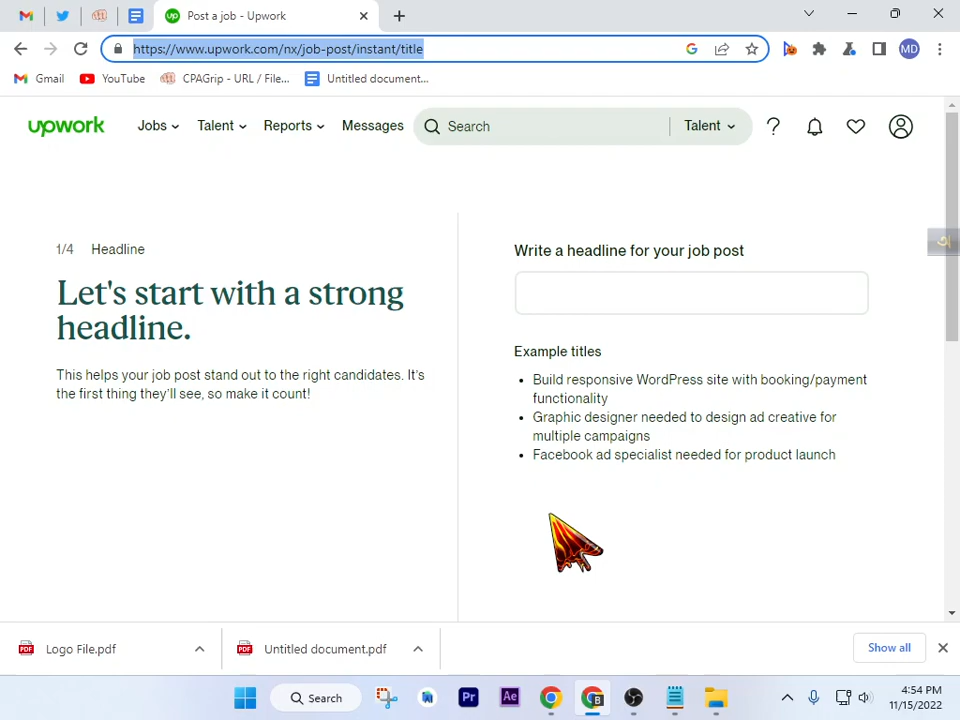 Post a job - Upwork
https://www.upwork.com/nx/job-post/instant/title
MD
Gmail
YouTube
CPAGrip - URL / File...
Untitled document...
upwork
Jobs
Talent
Reports
Messages
Search
Talent
1/4 Headline
Let's start with a strong
headline.
This helps your job post stand out to the right candidates. It's
the first thing they'll see, so make it count!
Write a headline for your job post
Example titles
• Build responsive WordPress site with booking/payment
functionality
• Graphic designer needed to design ad creative for
multiple campaigns
• Facebook ad specialist needed for product launch
Logo File.pdf
Untitled document.pdf
Show all
Search
Pr
Ae
B
4:54 PM
11/15/2022